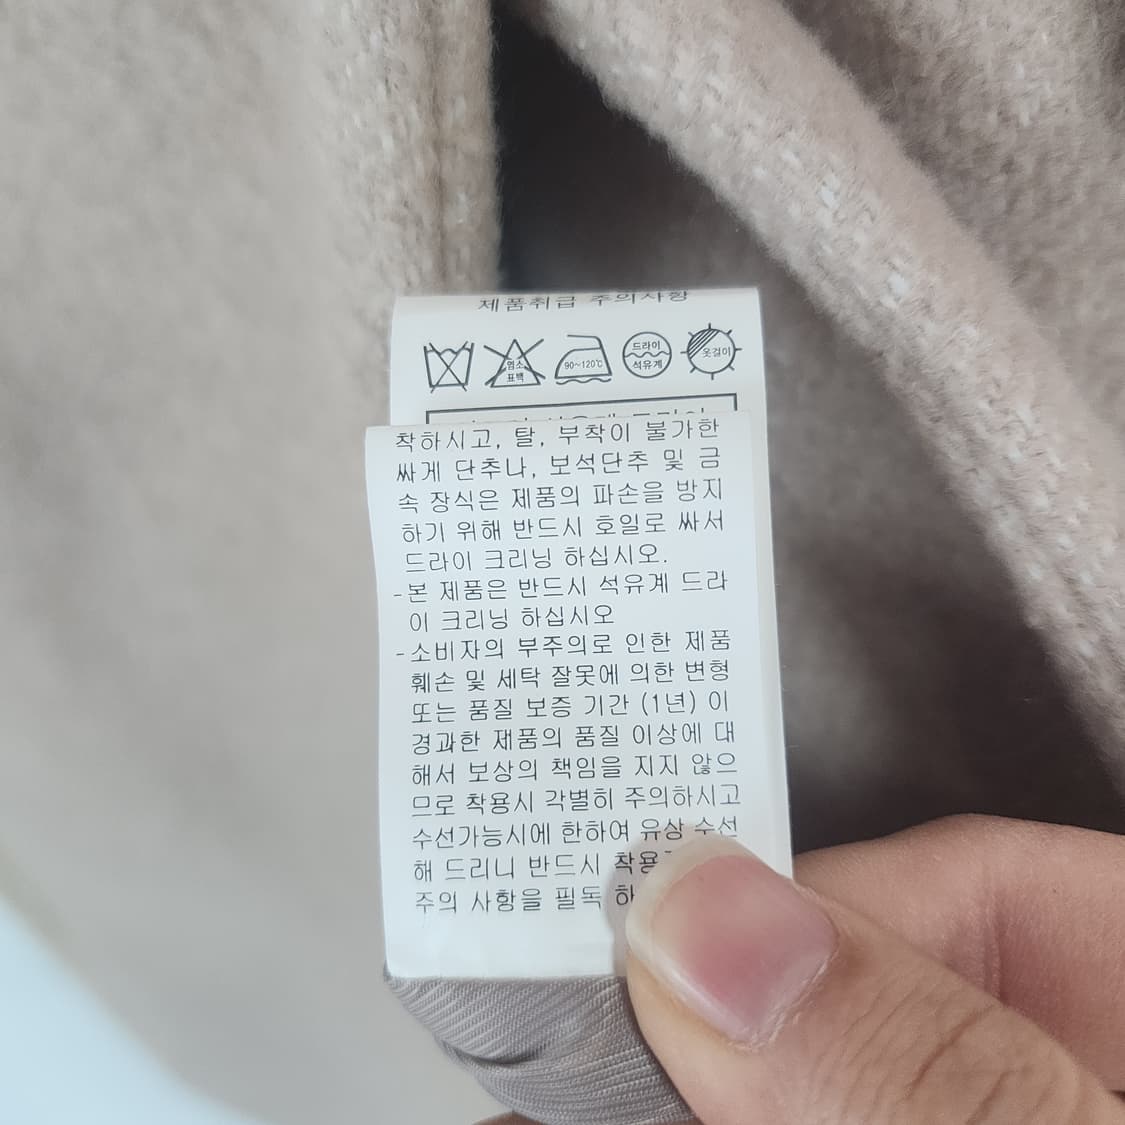 제품취급 주의사항
염소
표백
90~120℃
드라이
석유계
옷걸이
착하시고, 탈, 부착이 불가한
싸게 단추나, 보석단추 및 금
속 장식은 제품의 파손을 방지
하기 위해 반드시 호일로 싸서
드라이 크리닝 하십시오.
-본 제품은 반드시 석유계 드라
이 크리닝 하십시오
-소비자의 부주의로 인한 제품
훼손 및 세탁 잘못에 의한 변형
또는 품질 보증 기간 (1년) 이
경과한 제품의 품질 이상에 대
해서 보상의 책임을 지지 않으
므로 착용시 각별히 주의하시고
수선가능시에 한하여 유상 수선
해 드리니 반드시 착용
주의 사항을 필독 하